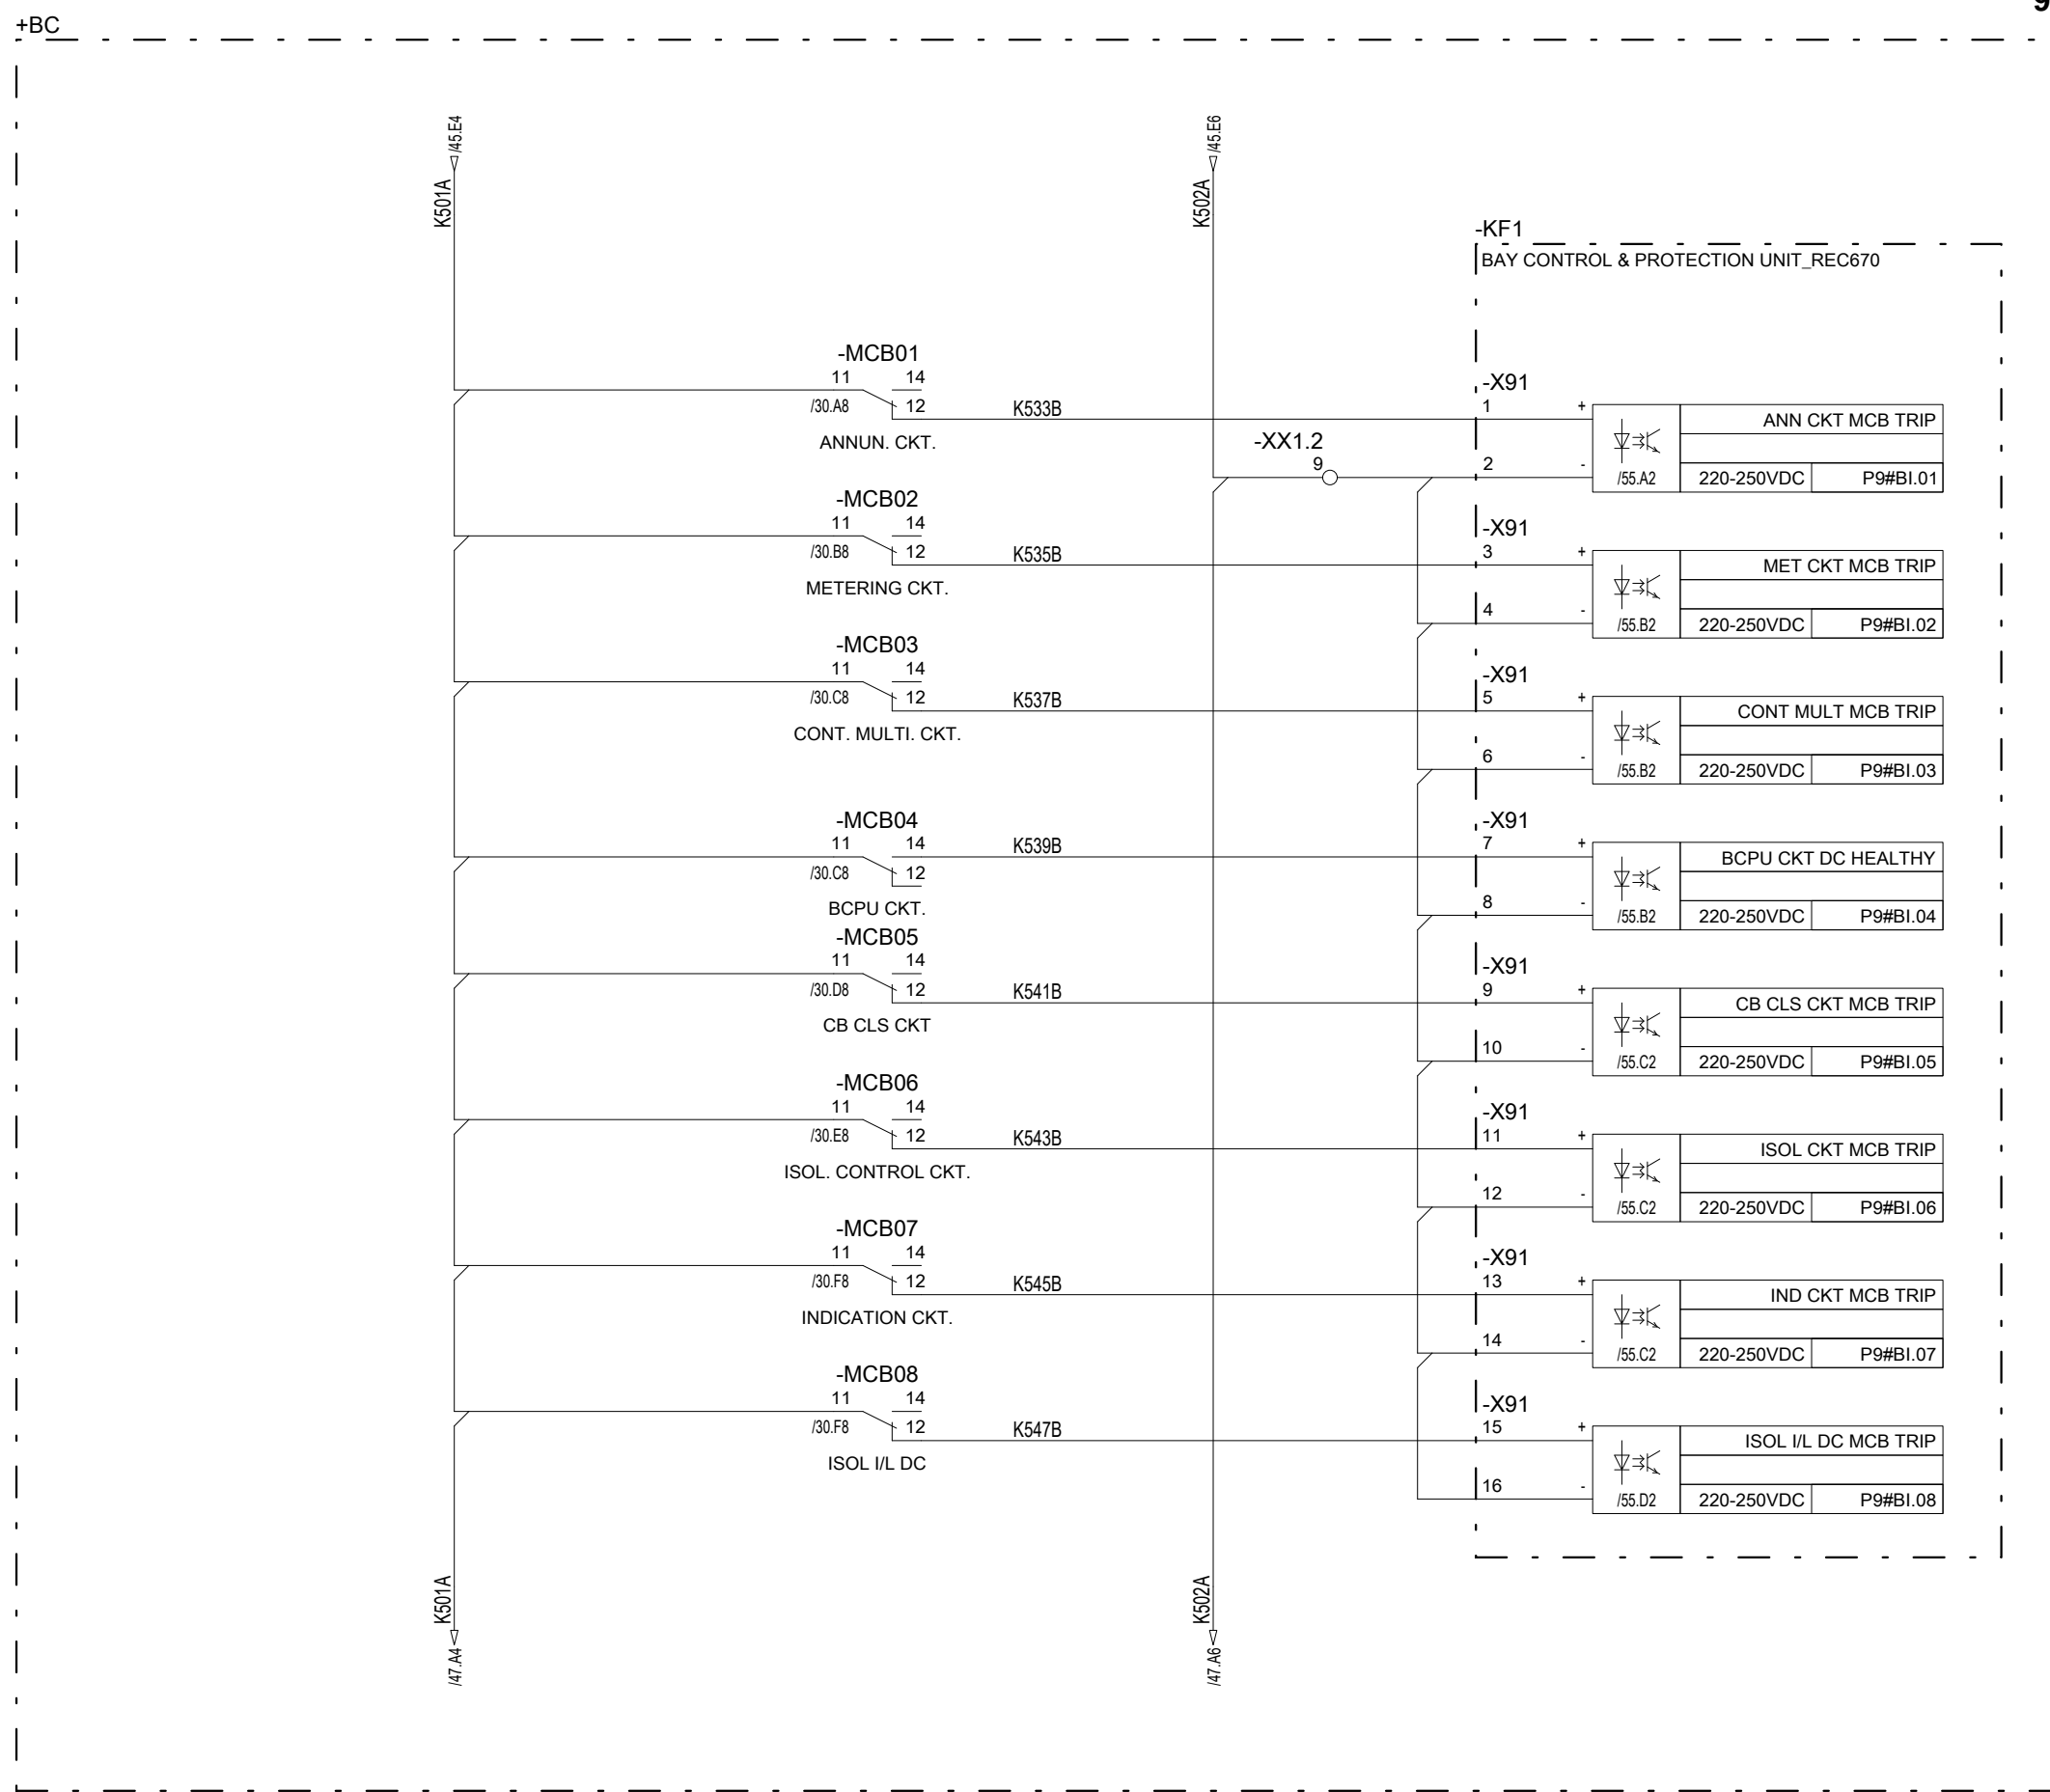 9
+BC
/45.E4
/45.E6
K501A
K502A
-KF1
BAY CONTROL & PROTECTION UNIT_REC670
-MCB01
11 14
/30.A8 12 K533B
ANNUN. CKT.
-XX1.2
9
-X91
1 +
2 -
/55.A2
ANN CKT MCB TRIP
220-250VDC P9#BI.01
-MCB02
11 14
/30.B8 12 K535B
METERING CKT.
-X91
3 +
4 -
/55.B2
MET CKT MCB TRIP
220-250VDC P9#BI.02
-MCB03
11 14
/30.C8 12 K537B
CONT. MULTI. CKT.
-X91
5 +
6 -
/55.B2
CONT MULT MCB TRIP
220-250VDC P9#BI.03
-MCB04
11 14 K539B
/30.C8 12
BCPU CKT.
-X91
7 +
8 -
/55.B2
BCPU CKT DC HEALTHY
220-250VDC P9#BI.04
-MCB05
11 14
/30.D8 12 K541B
CB CLS CKT
-X91
9 +
10 -
/55.C2
CB CLS CKT MCB TRIP
220-250VDC P9#BI.05
-MCB06
11 14
/30.E8 12 K543B
ISOL. CONTROL CKT.
-X91
11 +
12 -
/55.C2
ISOL CKT MCB TRIP
220-250VDC P9#BI.06
-MCB07
11 14
/30.F8 12 K545B
INDICATION CKT.
-X91
13 +
14 -
/55.C2
IND CKT MCB TRIP
220-250VDC P9#BI.07
-MCB08
11 14
/30.F8 12 K547B
ISOL I/L DC
-X91
15 +
16 -
/55.D2
ISOL I/L DC MCB TRIP
220-250VDC P9#BI.08
K501A
K502A
/47.A4
/47.A6